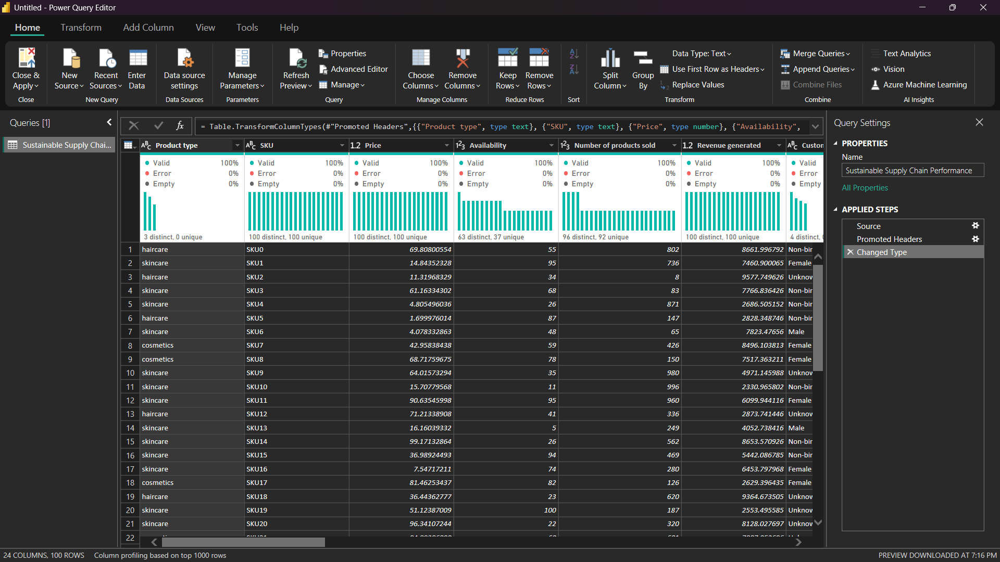 Untitled - Power Query Editor
Home Transform Add Column View Tools Help
Close & Apply
Close
New Source
Recent Sources
Enter Data
New Query
Data source settings
Data Sources
Manage Parameters
Parameters
Refresh Preview
Properties
Advanced Editor
Manage
Query
Choose Columns
Remove Columns
Manage Columns
Keep Rows
Remove Rows
Reduce Rows
Sort
Split Column
Group By
Data Type: Text
Use First Row as Headers
Replace Values
Transform
Merge Queries
Append Queries
Combine Files
Combine
Text Analytics
Vision
Azure Machine Learning
AI Insights
Queries [1]
Sustainable Supply Chai...
fx = Table.TransformColumnTypes(#"Promoted Headers",{{"Product type", type text}, {"SKU", type text}, {"Price", type number}, {"Availability",
ABC Product type ABC SKU 1.2 Price 123 Availability 123 Number of products sold 1.2 Revenue generated ABC Custon
Valid 100% Valid 100% Valid 100% Valid 100% Valid 100% Valid 100% Valid
Error 0% Error 0% Error 0% Error 0% Error 0% Error 0% Error
Empty 0% Empty 0% Empty 0% Empty 0% Empty 0% Empty 0% Empty
3 distinct, 0 unique 100 distinct, 100 unique 100 distinct, 100 unique 63 distinct, 37 unique 96 distinct, 92 unique 100 distinct, 100 unique 4 distinct,
1 haircare SKU0 69.80800554 55 802 8661.996792 Non-bir
2 skincare SKU1 14.84352328 95 736 7460.900065 Female
3 haircare SKU2 11.31968329 34 8 9577.749626 Unknov
4 skincare SKU3 61.16334302 68 83 7766.836426 Non-bir
5 skincare SKU4 4.805496036 26 871 2686.505152 Non-bir
6 haircare SKU5 1.699976014 87 147 2828.348746 Non-bir
7 skincare SKU6 4.078332863 48 65 7823.47656 Male
8 cosmetics SKU7 42.95838438 59 426 8496.103813 Female
9 cosmetics SKU8 68.71759675 78 150 7517.363211 Female
10 skincare SKU9 64.01573294 35 980 4971.145988 Unknov
11 skincare SKU10 15.70779568 11 996 2330.965802 Non-bir
12 skincare SKU11 90.63545998 95 960 6099.944116 Female
13 haircare SKU12 71.21338908 41 336 2873.741446 Unknov
14 skincare SKU13 16.16039332 5 249 4052.738416 Male
15 skincare SKU14 99.17132864 26 562 8653.570926 Non-bir
16 skincare SKU15 36.98924493 94 469 5442.086785 Non-bir
17 skincare SKU16 7.54717211 74 280 6453.797968 Female
18 cosmetics SKU17 81.46253437 82 126 2629.396435 Female
19 haircare SKU18 36.44362777 23 620 9364.673505 Unknov
20 skincare SKU19 51.12387009 100 187 2553.495585 Unknov
21 skincare SKU20 96.34107244 22 320 8128.027697 Unknov
22
Query Settings
PROPERTIES
Name
Sustainable Supply Chain Performance
All Properties
APPLIED STEPS
Source
Promoted Headers
Changed Type
24 COLUMNS, 100 ROWS Column profiling based on top 1000 rows
PREVIEW DOWNLOADED AT 7:16 PM